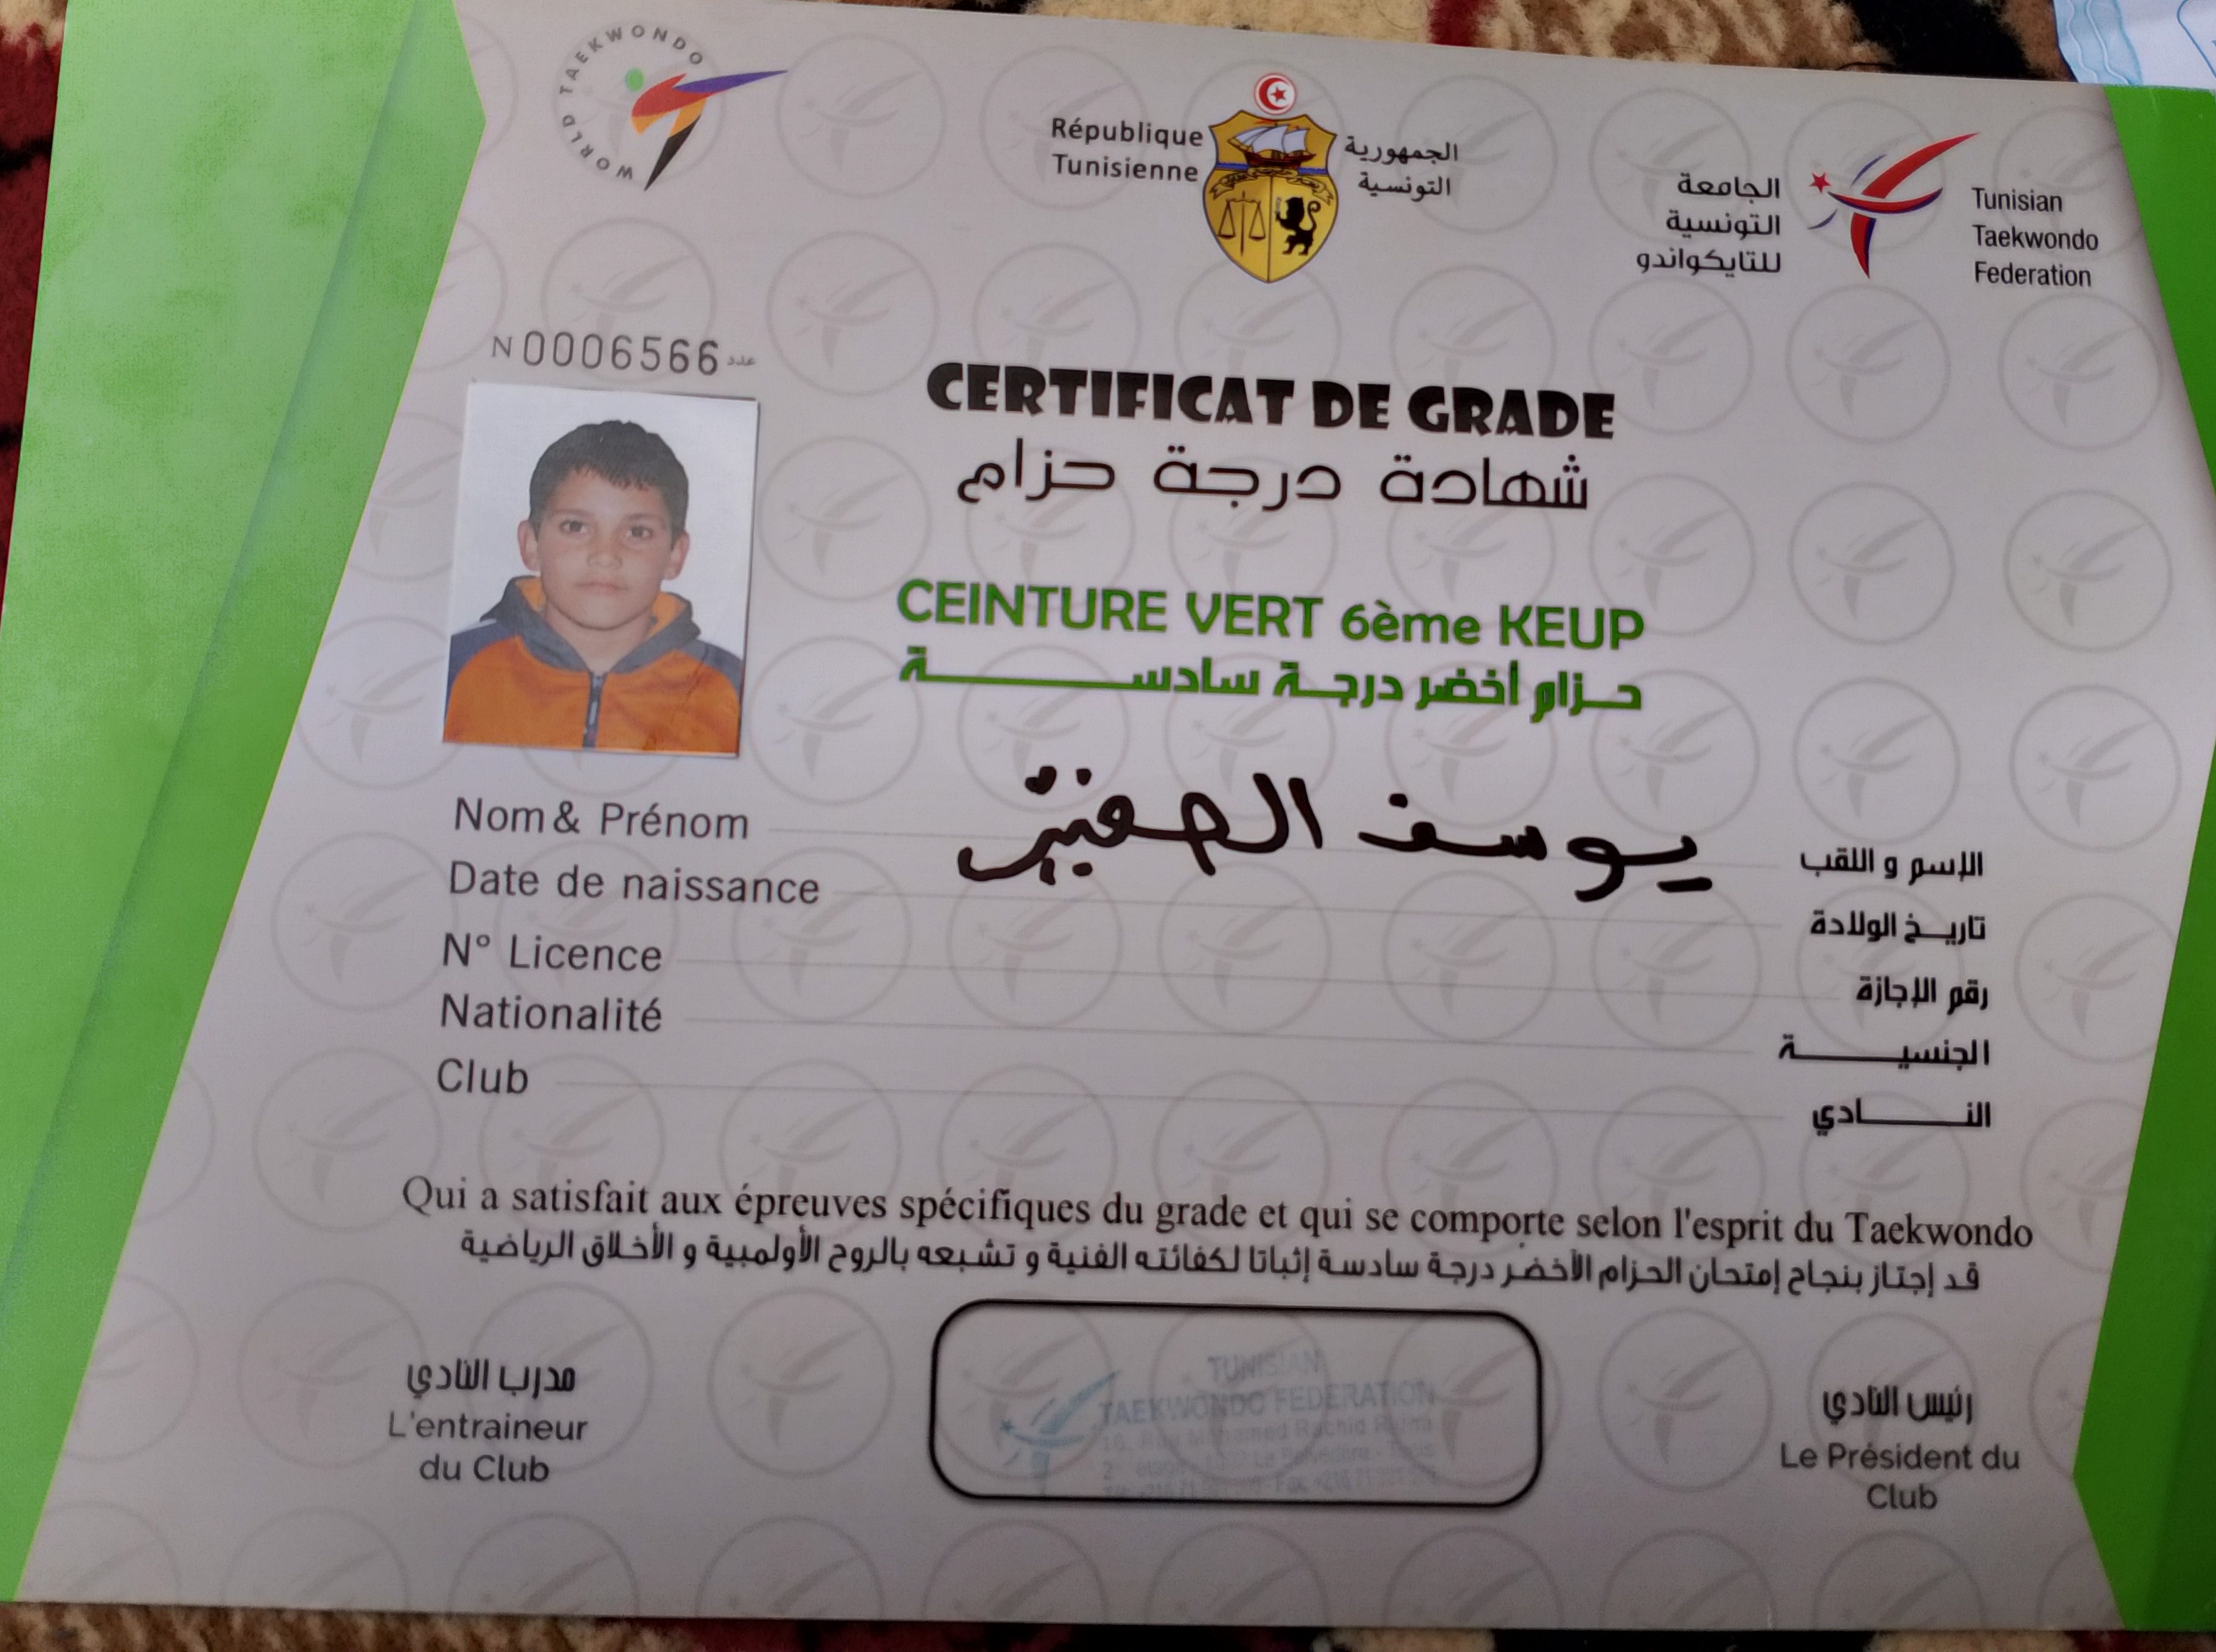 WORLD TAEKWONDO
République
Tunisienne
الجمهورية
التونسية
الجامعة
التونسية
للتايكواندو
Tunisian
Taekwondo
Federation
N 0006566 عدد
CERTIFICAT DE GRADE
شهادة درجة حزام
CEINTURE VERT 6ème KEUP
حزام أخضر درجة سادسة
Nom & Prénom يوسف الإسم و اللقب
Date de naissance تاريخ الولادة
N° Licence رقم الإجازة
Nationalité الجنسية
Club النادي
Qui a satisfait aux épreuves spécifiques du grade et qui se comporte selon l'esprit du Taekwondo
قد إجتاز بنجاح إمتحان الحزام الأخضر درجة سادسة إثباتا لكفائته الفنية و تشبعه بالروح الأولمبية و الأخلاق الرياضية
مدرب النادي
L'entraineur
du Club
TUNISIAN
TAEKWONDO FEDERATION
رئيس النادي
Le Président du
Club